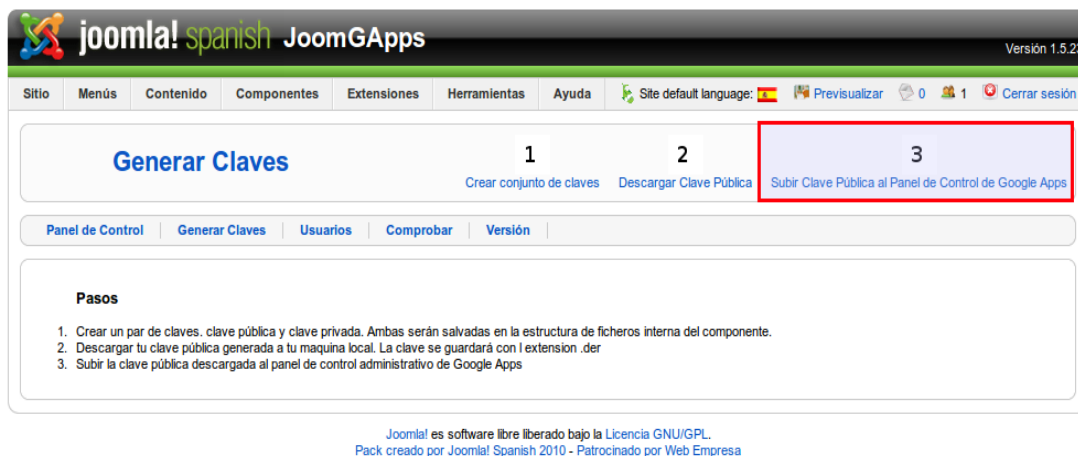 joomla! spanish JoomGApps
Versión 1.5.23
Sitio Menús Contenido Componentes Extensiones Herramientas Ayuda Site default language: Previsualizar 0 1 Cerrar sesión
Generar Claves
1 2 3
Crear conjunto de claves Descargar Clave Pública Subir Clave Pública al Panel de Control de Google Apps
Panel de Control Generar Claves Usuarios Comprobar Versión
Pasos
1. Crear un par de claves. clave pública y clave privada. Ambas serán salvadas en la estructura de ficheros interna del componente.
2. Descargar tu clave pública generada a tu maquina local. La clave se guardará con l extension .der
3. Subir la clave pública descargada al panel de control administrativo de Google Apps
Joomla! es software libre liberado bajo la Licencia GNU/GPL.
Pack creado por Joomla! Spanish 2010 - Patrocinado por Web Empresa